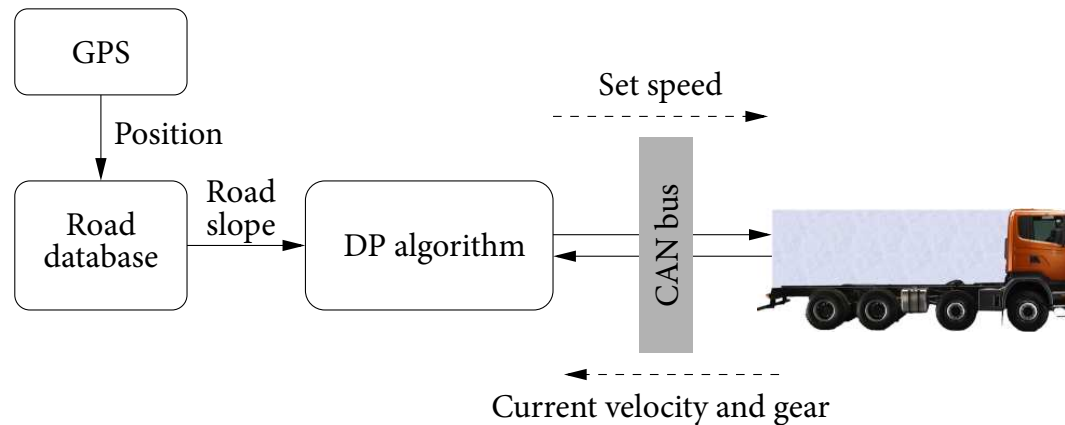 GPS
Position
Road
database
Road
slope
DP algorithm
Set speed
CAN bus
Current velocity and gear